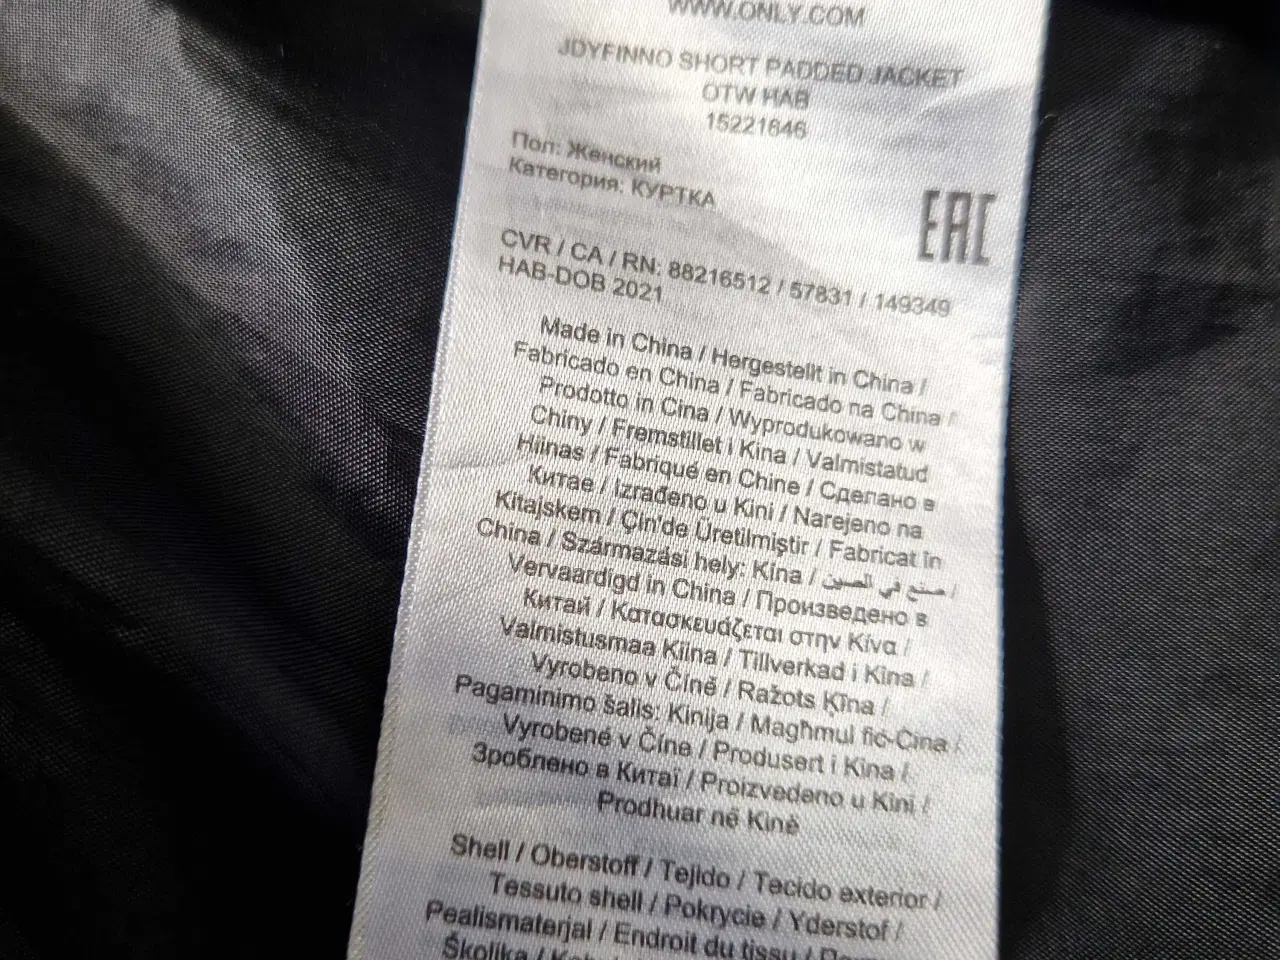 WWW.ONLY.COM
JDYFINNO SHORT PADDED JACKET
OTW HAB
15221646
Пол: Женский
Категория: КУРТКА
EAC
CVR / CA / RN: 88216512 / 57831 / 149349
HAB-DOB 2021
Made in China / Hergestellt in China /
Fabricado en China / Fabricado na China /
Prodotto in Cina / Wyprodukowano w
Chiny / Fremstillet i Kina / Valmistatud
Hiinas / Fabriqué en Chine / Сделано в
Китае / Izrađeno u Kini / Narejeno na
Kitajskem / Çin'de Üretilmiştir / Fabricat în
China / Származási hely: Kína / صنع في الصين /
Vervaardigd in China / Произведено в
Китай / Κατασκευάζεται στην Κίνα /
Valmistusmaa Kiina / Tillverkad i Kina /
Vyrobeno v Číně / Ražots Ķīna /
Pagaminimo šalis: Kinija / Magħmul fiċ-Ċina /
Vyrobené v Číne / Produsert i Kina /
Зроблено в Китаї / Proizvedeno u Kini /
Prodhuar në Kinë
Shell / Oberstoff / Tejido / Tecido exterior /
Tessuto shell / Pokrycie / Yderstof /
Pealismaterjal / Endroit du tissu /
Školjka /